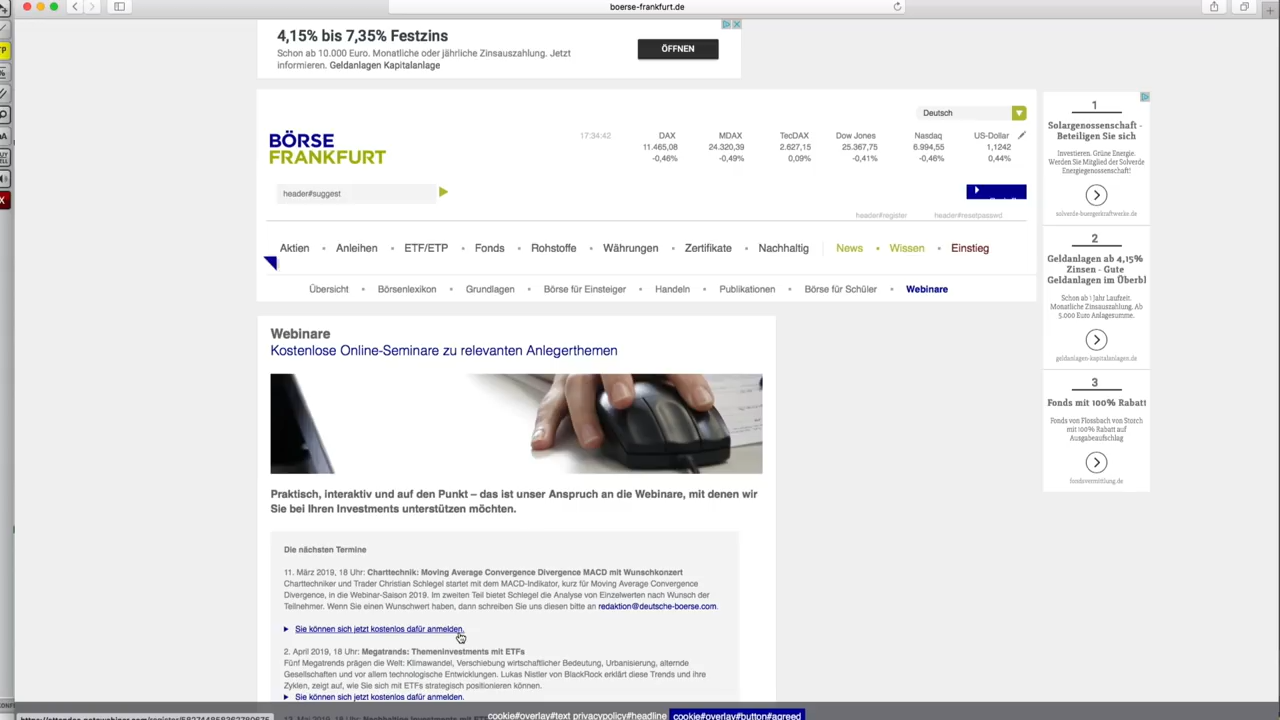 boerse-frankfurt.de
4,15% bis 7,35% Festzins
Schon ab 10.000 Euro. Monatliche oder jährliche Zinsauszahlung. Jetzt
informieren. Geldanlagen Kapitalanlage
ÖFFNEN
Deutsch
BÖRSE
FRANKFURT
17:34:42 DAX MDAX TecDAX Dow Jones Nasdaq US-Dollar
11.465,08 24.320,39 2.627,15 25.367,75 6.994,55 1,1242
-0,46% -0,49% 0,09% -0,41% -0,46% 0,44%
header#suggest
header#register header#resetpasswd
Aktien Anleihen ETF/ETP Fonds Rohstoffe Währungen Zertifikate Nachhaltig News Wissen Einstieg
Übersicht Börsenlexikon Grundlagen Börse für Einsteiger Handeln Publikationen Börse für Schüler Webinare
Webinare
Kostenlose Online-Seminare zu relevanten Anlegerthemen
Praktisch, interaktiv und auf den Punkt – das ist unser Anspruch an die Webinare, mit denen wir
Sie bei Ihren Investments unterstützen möchten.
Die nächsten Termine
11. März 2019, 18 Uhr: Charttechnik: Moving Average Convergence Divergence MACD mit Wunschkonzert
Charttechniker und Trader Christian Schlegel startet mit dem MACD-Indikator, kurz für Moving Average Convergence
Divergence, in die Webinar-Saison 2019. Im zweiten Teil bietet Schlegel die Analyse von Einzelwerten nach Wunsch der
Teilnehmer. Wenn Sie einen Wunschwert haben, dann schreiben Sie uns diesen bitte an redaktion@deutsche-boerse.com.
Sie können sich jetzt kostenlos dafür anmelden.
2. April 2019, 18 Uhr: Megatrands: Themeninvestments mit ETFs
Fünf Megatrends prägen die Welt: Klimawandel, Verschiebung wirtschaftlicher Bedeutung, Urbanisierung, alternde
Gesellschaften und vor allem technologische Entwicklungen. Lukas Nistler von BlackRock erklärt diese Trends und ihre
Zyklen, zeigt auf, wie Sie sich mit ETFs strategisch positionieren können.
Sie können sich jetzt kostenlos dafür anmelden.
cookie#overlay#text privacypolicy#headline cookie#overlay#button#agreed
1
Solargenossenschaft -
Beteiligen Sie sich
Investieren. Grüne Energie.
Werden Sie Mitglied der Solverde
Energiegenossenschaft!
solverde-buergerkraftwerke.de
2
Geldanlagen ab 4,15%
Zinsen - Gute
Geldanlagen im Überbl
Schon ab 1 Jahr Laufzeit.
Monatliche Zinsauszahlung. Ab
5.000 Euro Anlagesumme.
geldanlagen-kapitalanlagen.de
3
Fonds mit 100% Rabatt
Fonds von Flossbach von Storch
mit 100% Rabatt auf
Ausgabeaufschlag
fondsvermittlung.de